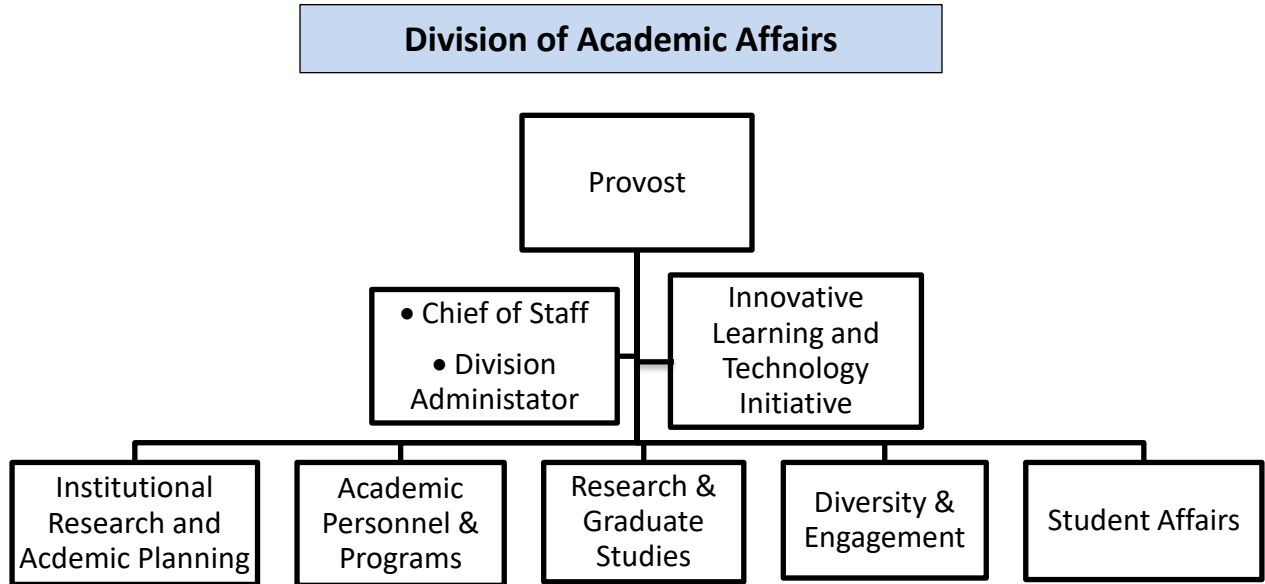 Division of Academic Affairs
Provost
• Chief of Staff
• Division
Administator
Innovative
Learning and
Technology
Initiative
Institutional
Research and
Acdemic Planning
Academic
Personnel &
Programs
Research &
Graduate
Studies
Diversity &
Engagement
Student Affairs